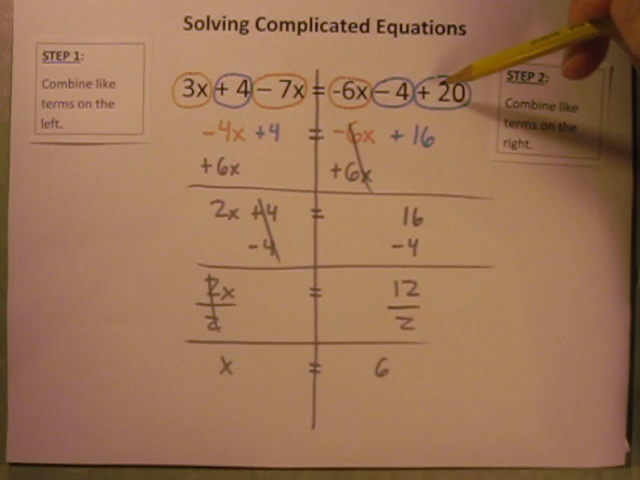 Solving Complicated Equations
STEP 1:
Combine like
terms on the
left.
3x + 4 – 7x = -6x – 4 + 20
STEP 2:
Combine like
terms on the
right.
-4x +4 = -6x + 16
+6x +6x
2x +4 = 16
-4 -4
2x = 12
2 2
x = 6